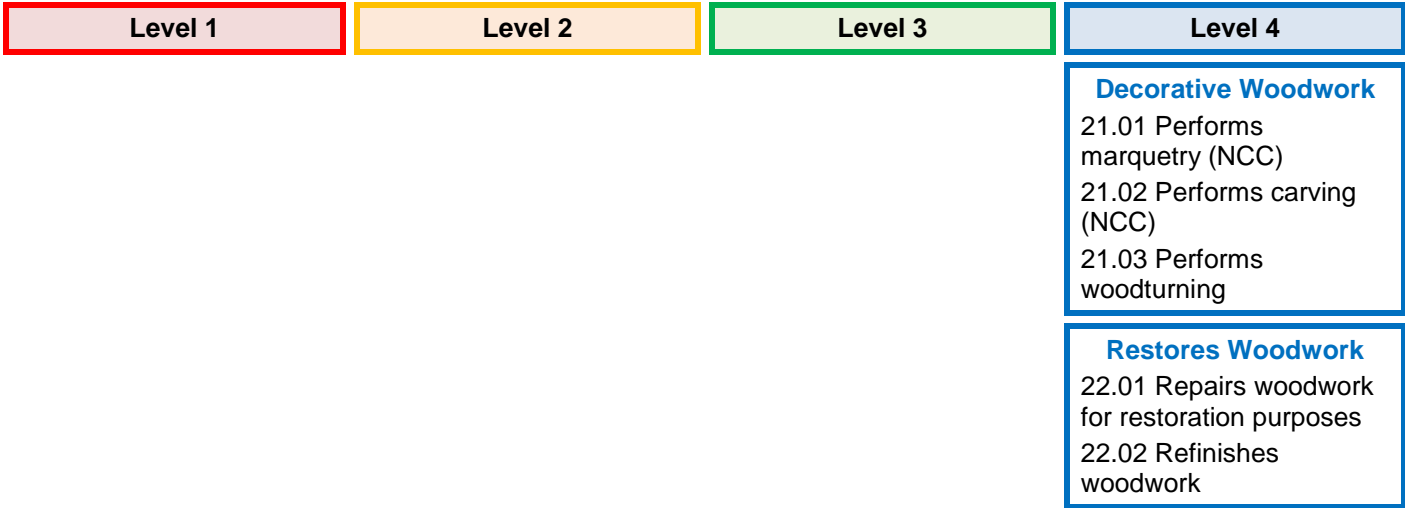 Level 1
Level 2
Level 3
Level 4
Decorative Woodwork
21.01 Performs
marquetry (NCC)
21.02 Performs carving
(NCC)
21.03 Performs
woodturning
Restores Woodwork
22.01 Repairs woodwork
for restoration purposes
22.02 Refinishes
woodwork